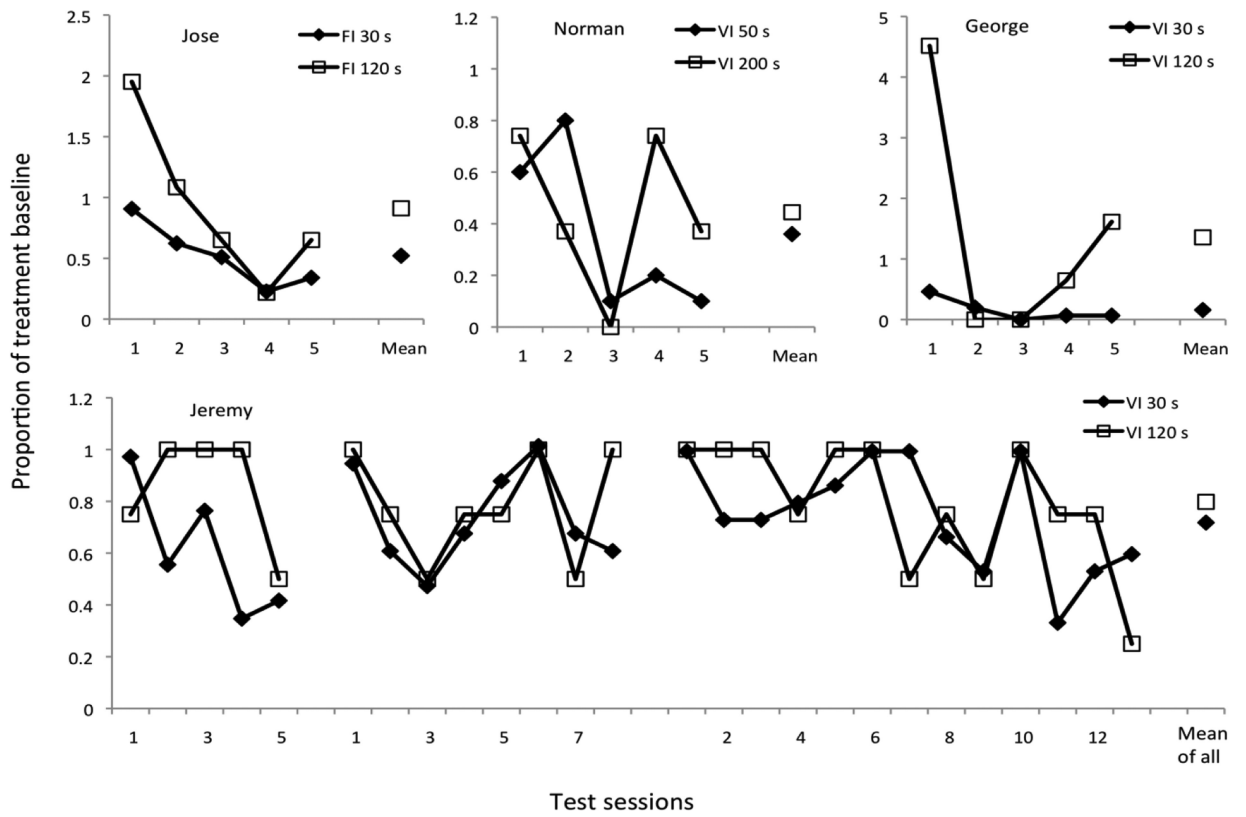 Proportion of treatment baseline
Jose
FI 30 s
FI 120 s
2.5
2
1.5
1
0.5
0
1 2 3 4 5 Mean
Norman
VI 50 s
VI 200 s
1.2
1
0.8
0.6
0.4
0.2
0
1 2 3 4 5 Mean
George
VI 30 s
VI 120 s
5
4
3
2
1
0
1 2 3 4 5 Mean
Jeremy
VI 30 s
VI 120 s
1.2
1
0.8
0.6
0.4
0.2
0
1 3 5 1 3 5 7 2 4 6 8 10 12 Mean
of all
Test sessions